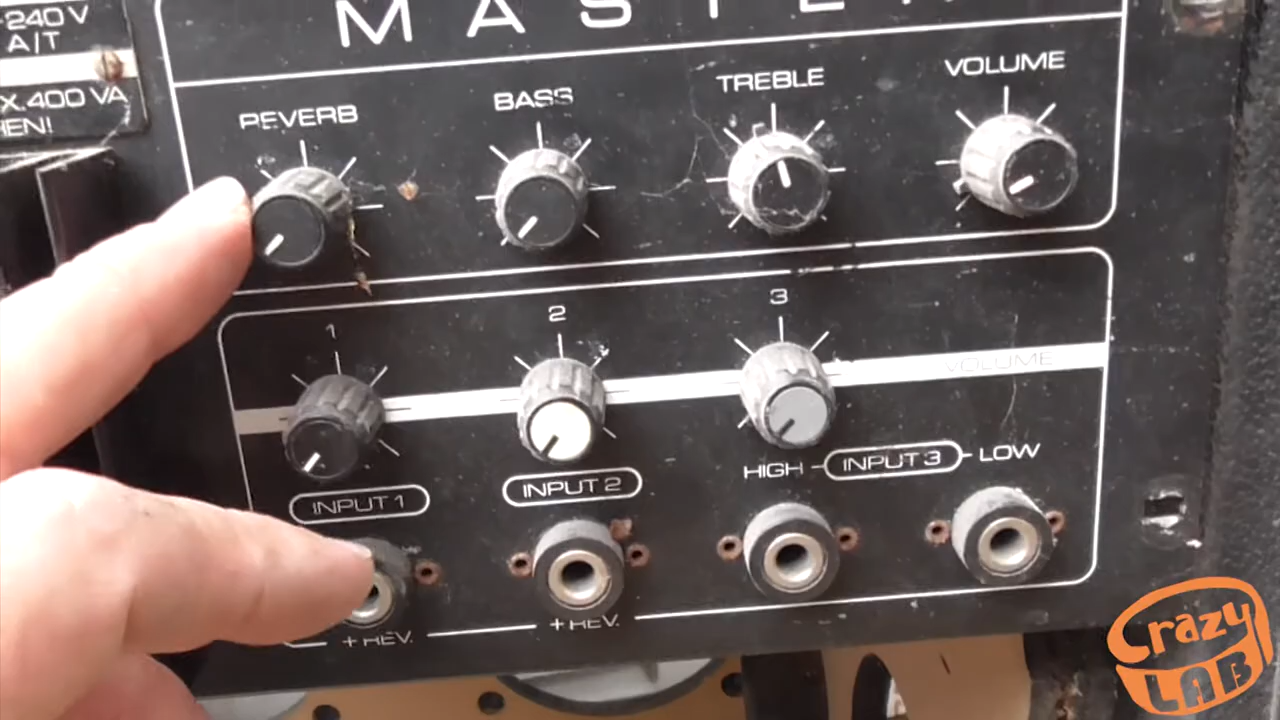 -240V
A|T
X.400 VA
HEN!
MASTER
REVERB
BASS
TREBLE
VOLUME
1
2
3
VOLUME
INPUT 1
INPUT 2
HIGH INPUT 3 LOW
+ REV.
+ REV.
Crazy
LAB